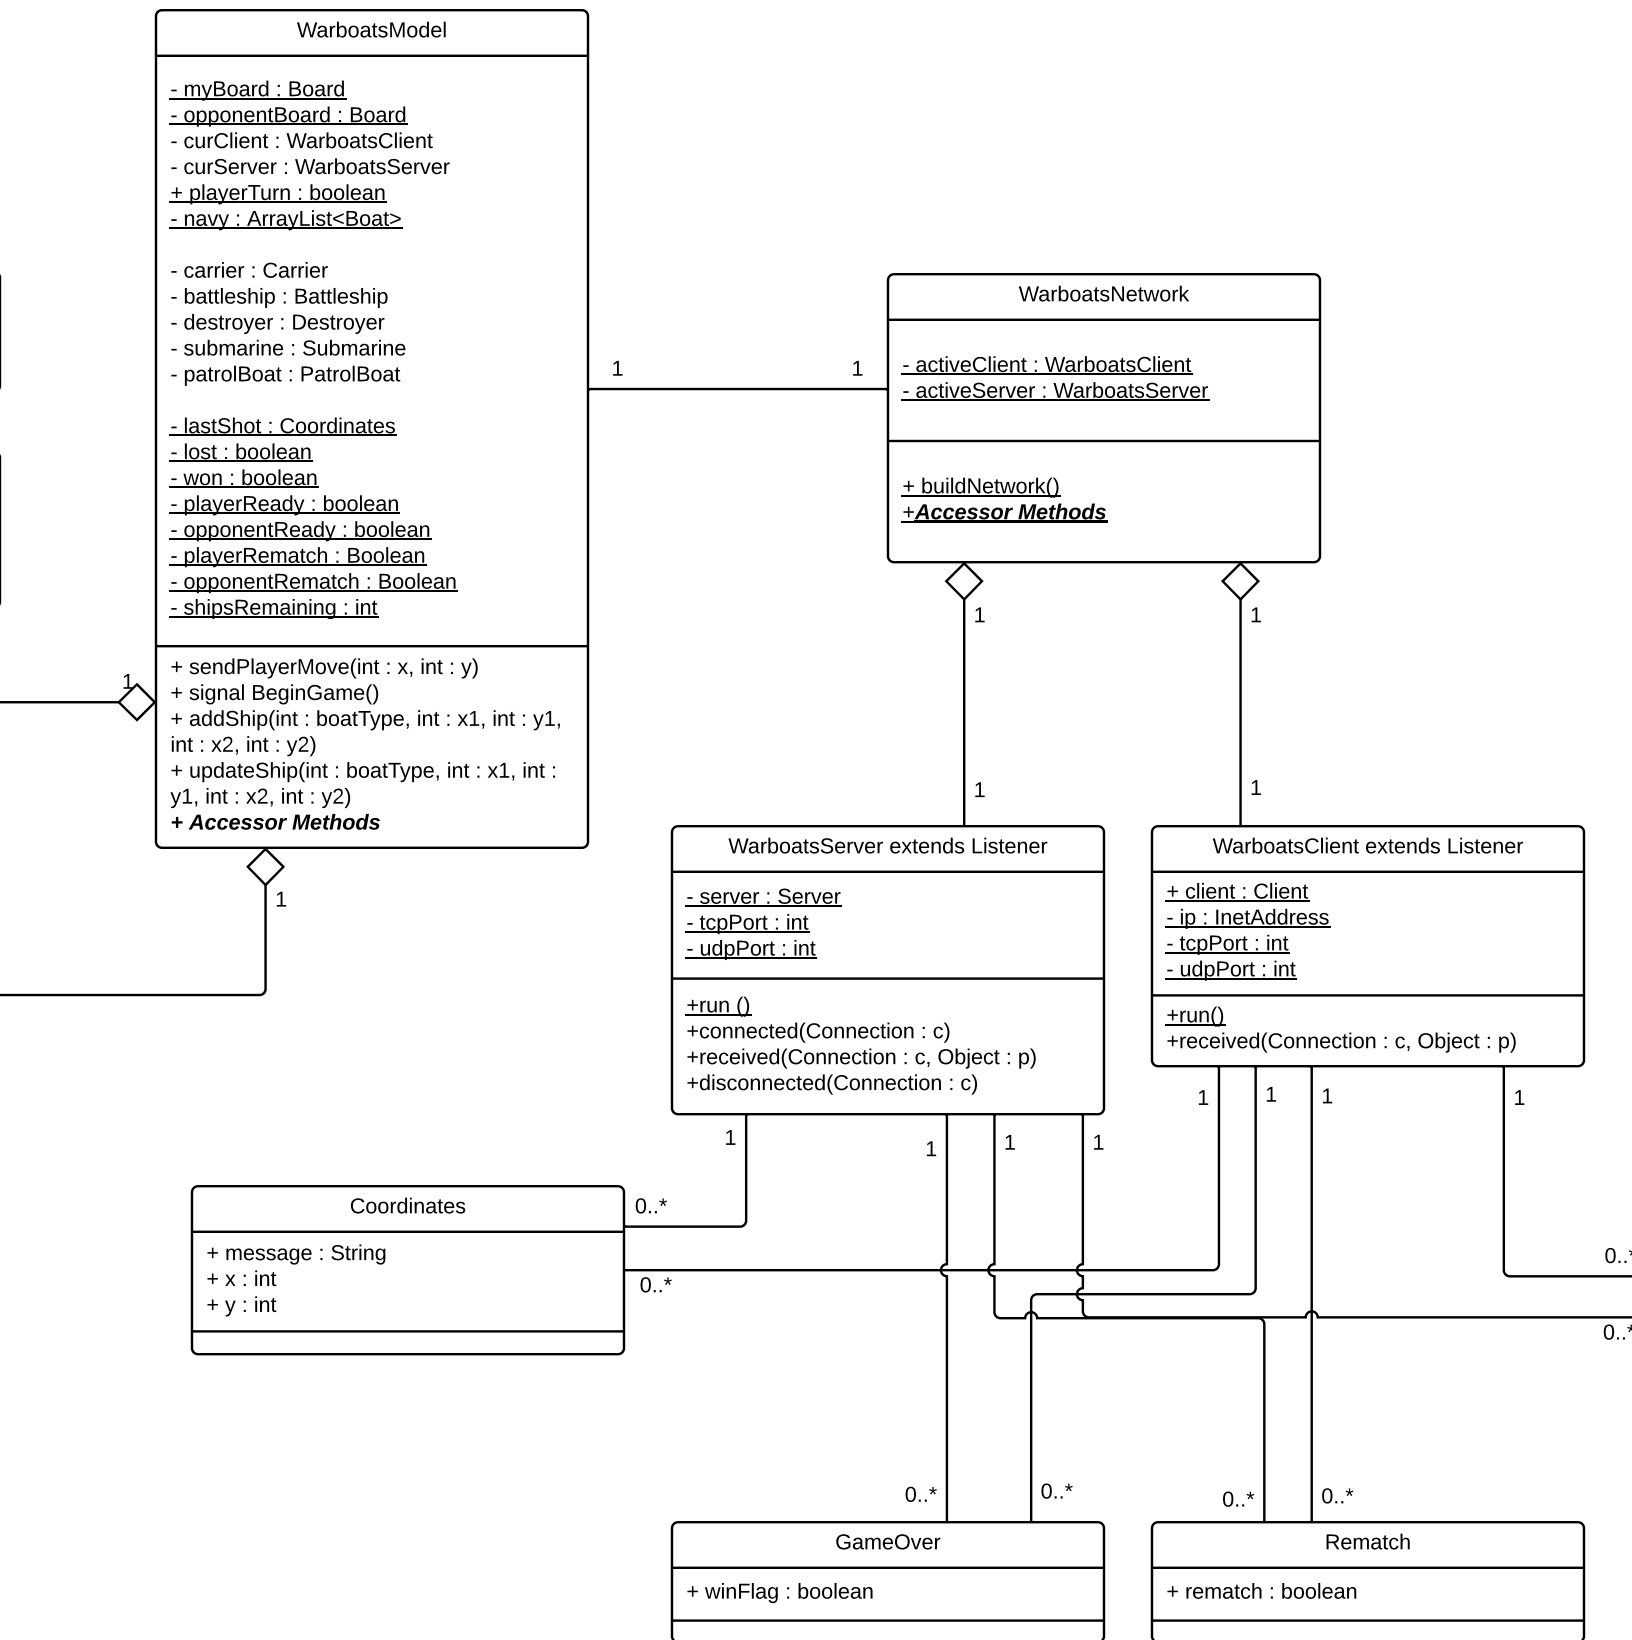 WarboatsModel
- myBoard : Board
- opponentBoard : Board
- curClient : WarboatsClient
- curServer : WarboatsServer
+ playerTurn : boolean
- navy : ArrayList<Boat>
- carrier : Carrier
- battleship : Battleship
- destroyer : Destroyer
- submarine : Submarine
- patrolBoat : PatrolBoat
- lastShot : Coordinates
- lost : boolean
- won : boolean
- playerReady : boolean
- opponentReady : boolean
- playerRematch : Boolean
- opponentRematch : Boolean
- shipsRemaining : int
+ sendPlayerMove(int : x, int : y)
+ signal BeginGame()
+ addShip(int : boatType, int : x1, int : y1,
int : x2, int : y2)
+ updateShip(int : boatType, int : x1, int :
y1, int : x2, int : y2)
+ Accessor Methods
1
1
1
1
WarboatsNetwork
- activeClient : WarboatsClient
- activeServer : WarboatsServer
+ buildNetwork()
+Accessor Methods
1
1
1
1
WarboatsServer extends Listener
- server : Server
- tcpPort : int
- udpPort : int
+run ()
+connected(Connection : c)
+received(Connection : c, Object : p)
+disconnected(Connection : c)
WarboatsClient extends Listener
+ client : Client
- ip : InetAddress
- tcpPort : int
- udpPort : int
+run()
+received(Connection : c, Object : p)
1
1
1
1
1
1
1
1
Coordinates
+ message : String
+ x : int
+ y : int
0..*
0..*
0..*
0..*
0..*
0..*
0..*
0..*
GameOver
+ winFlag : boolean
Rematch
+ rematch : boolean